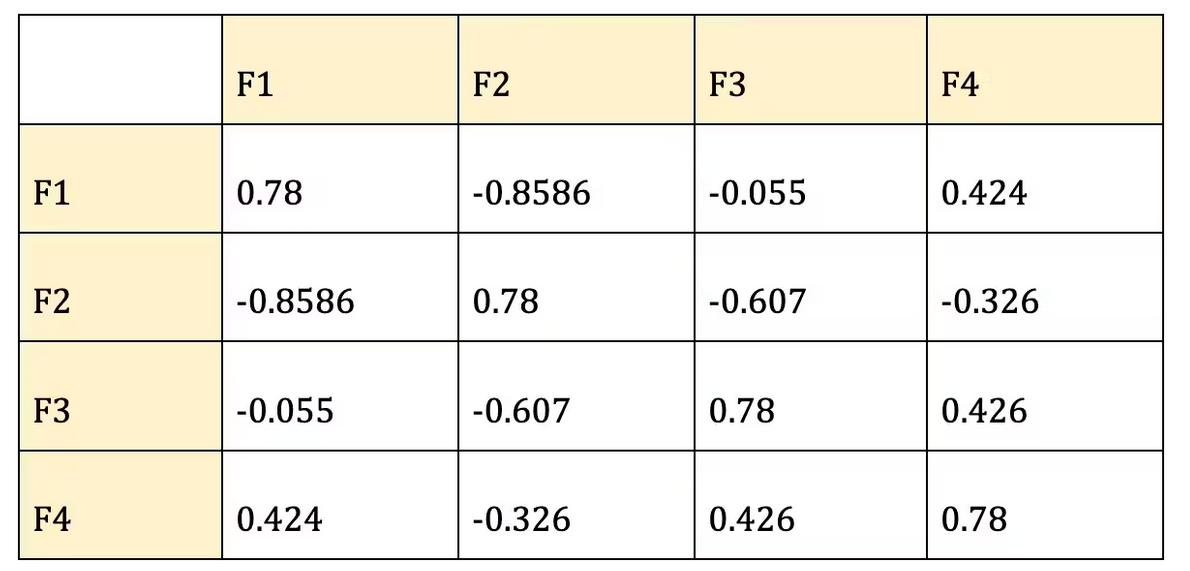 F1 F2 F3 F4
F1 0.78 -0.8586 -0.055 0.424
F2 -0.8586 0.78 -0.607 -0.326
F3 -0.055 -0.607 0.78 0.426
F4 0.424 -0.326 0.426 0.78